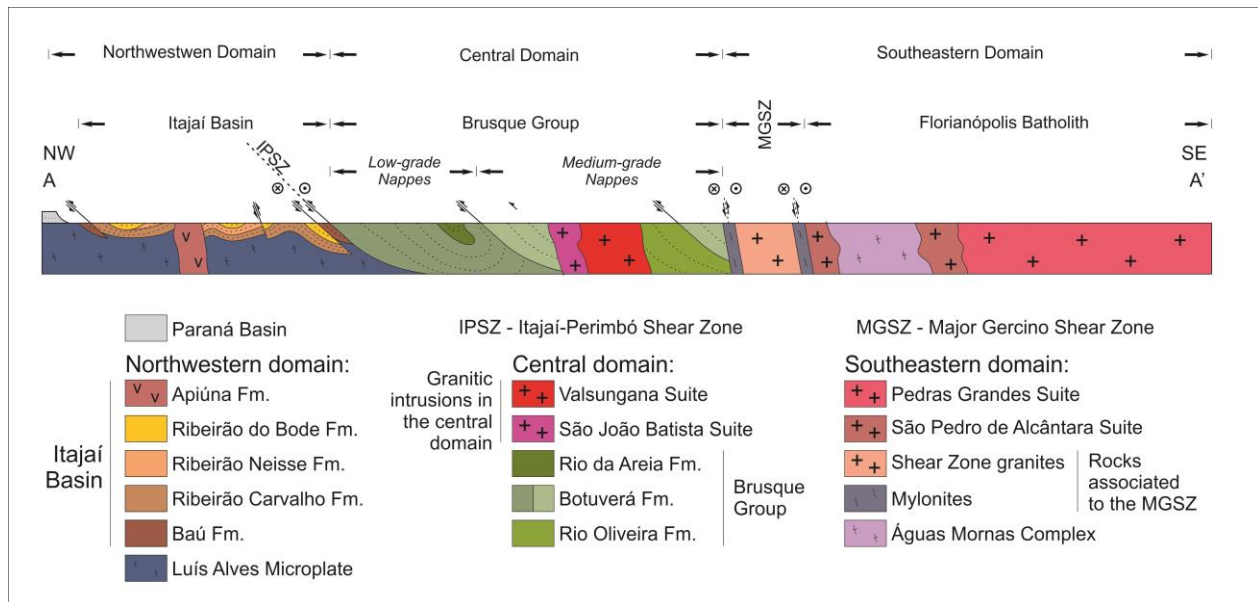 Northwestwen Domain
Central Domain
Southeastern Domain
Itajaí Basin
Brusque Group
MGSZ
Florianópolis Batholith
NW
A
IPSZ
Low-grade
Nappes
Medium-grade
Nappes
SE
A'
Paraná Basin
IPSZ - Itajaí-Perimbó Shear Zone
MGSZ - Major Gercino Shear Zone
Northwestern domain:
Itajaí
Basin
Apiúna Fm.
Ribeirão do Bode Fm.
Ribeirão Neisse Fm.
Ribeirão Carvalho Fm.
Baú Fm.
Luís Alves Microplate
Central domain:
Granitic
intrusions in
the central
domain
Valsungana Suite
São João Batista Suite
Rio da Areia Fm.
Botuverá Fm.
Rio Oliveira Fm.
Brusque
Group
Southeastern domain:
Pedras Grandes Suite
São Pedro de Alcântara Suite
Shear Zone granites
Mylonites
Águas Mornas Complex
Rocks
associated
to the MGSZ